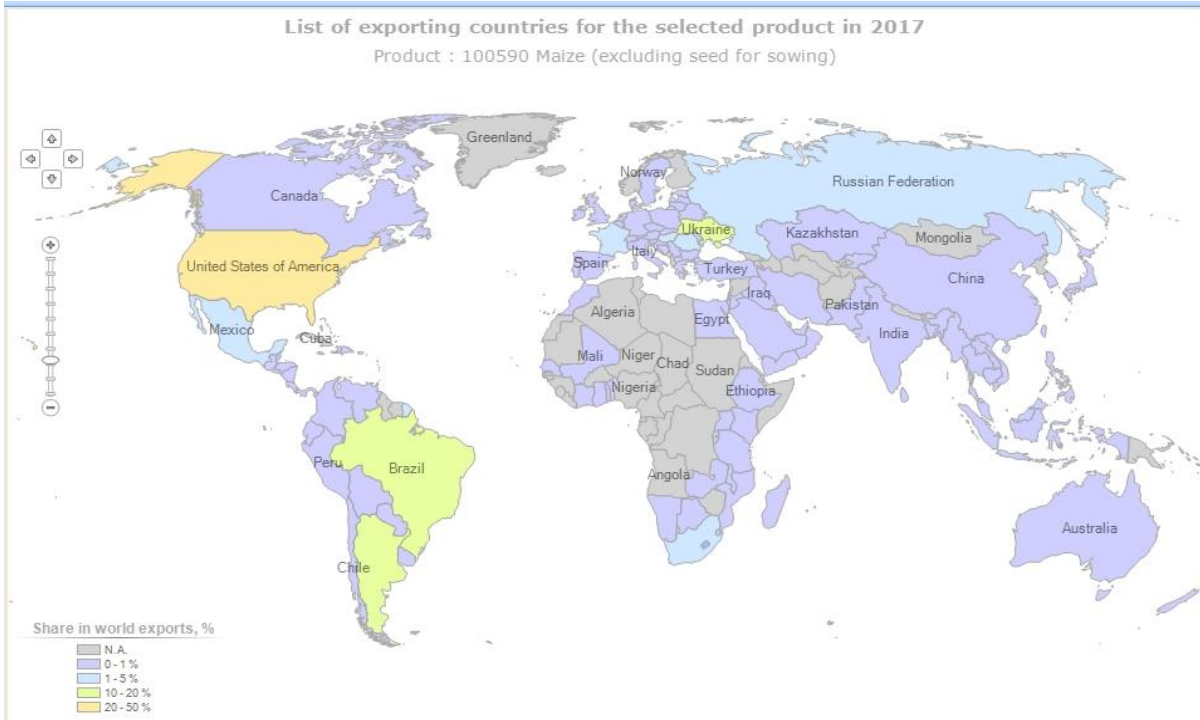 List of exporting countries for the selected product in 2017
Product : 100590 Maize (excluding seed for sowing)
Greenland
Norway
Russian Federation
Canada
Ukraine
Kazakhstan
Mongolia
Italy
Spain
Turkey
United States of America
China
Iraq
Pakistan
Algeria
Egypt
Mexico
Cuba
India
Mali
Niger
Chad
Sudan
Nigeria
Ethiopia
Peru
Brazil
Angola
Australia
Chile
Share in world exports, %
N.A.
0 - 1 %
1 - 5 %
10 - 20 %
20 - 50 %